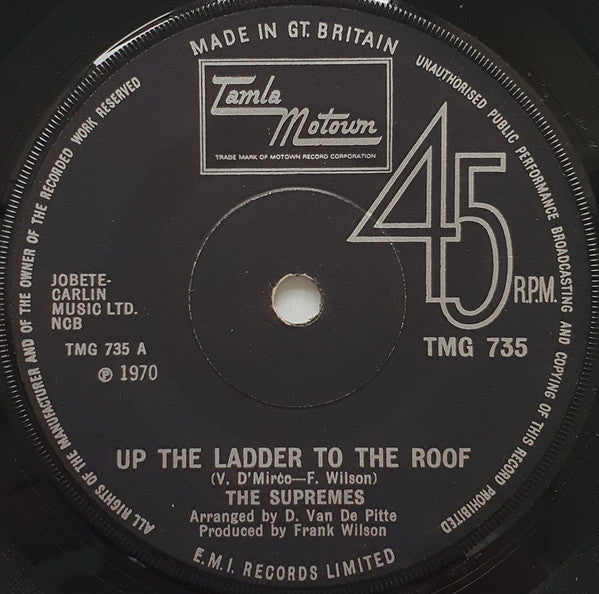 MADE IN GT. BRITAIN
UNAUTHORISED PUBLIC PERFORMANCE BROADCASTING AND COPYING OF THIS RECORD PROHIBITED
ALL RIGHTS OF THE MANUFACTURER AND OF THE OWNER OF THE RECORDED WORK RESERVED
Tamla
Motown
TRADE MARK OF MOTOWN RECORD CORPORATION
45 R.P.M.
JOBETE-
CARLIN
MUSIC LTD.
NCB
TMG 735 A
℗ 1970
TMG 735
UP THE LADDER TO THE ROOF
(V. D'Mirco—F. Wilson)
THE SUPREMES
Arranged by D. Van De Pitte
Produced by Frank Wilson
E.M.I. RECORDS LIMITED